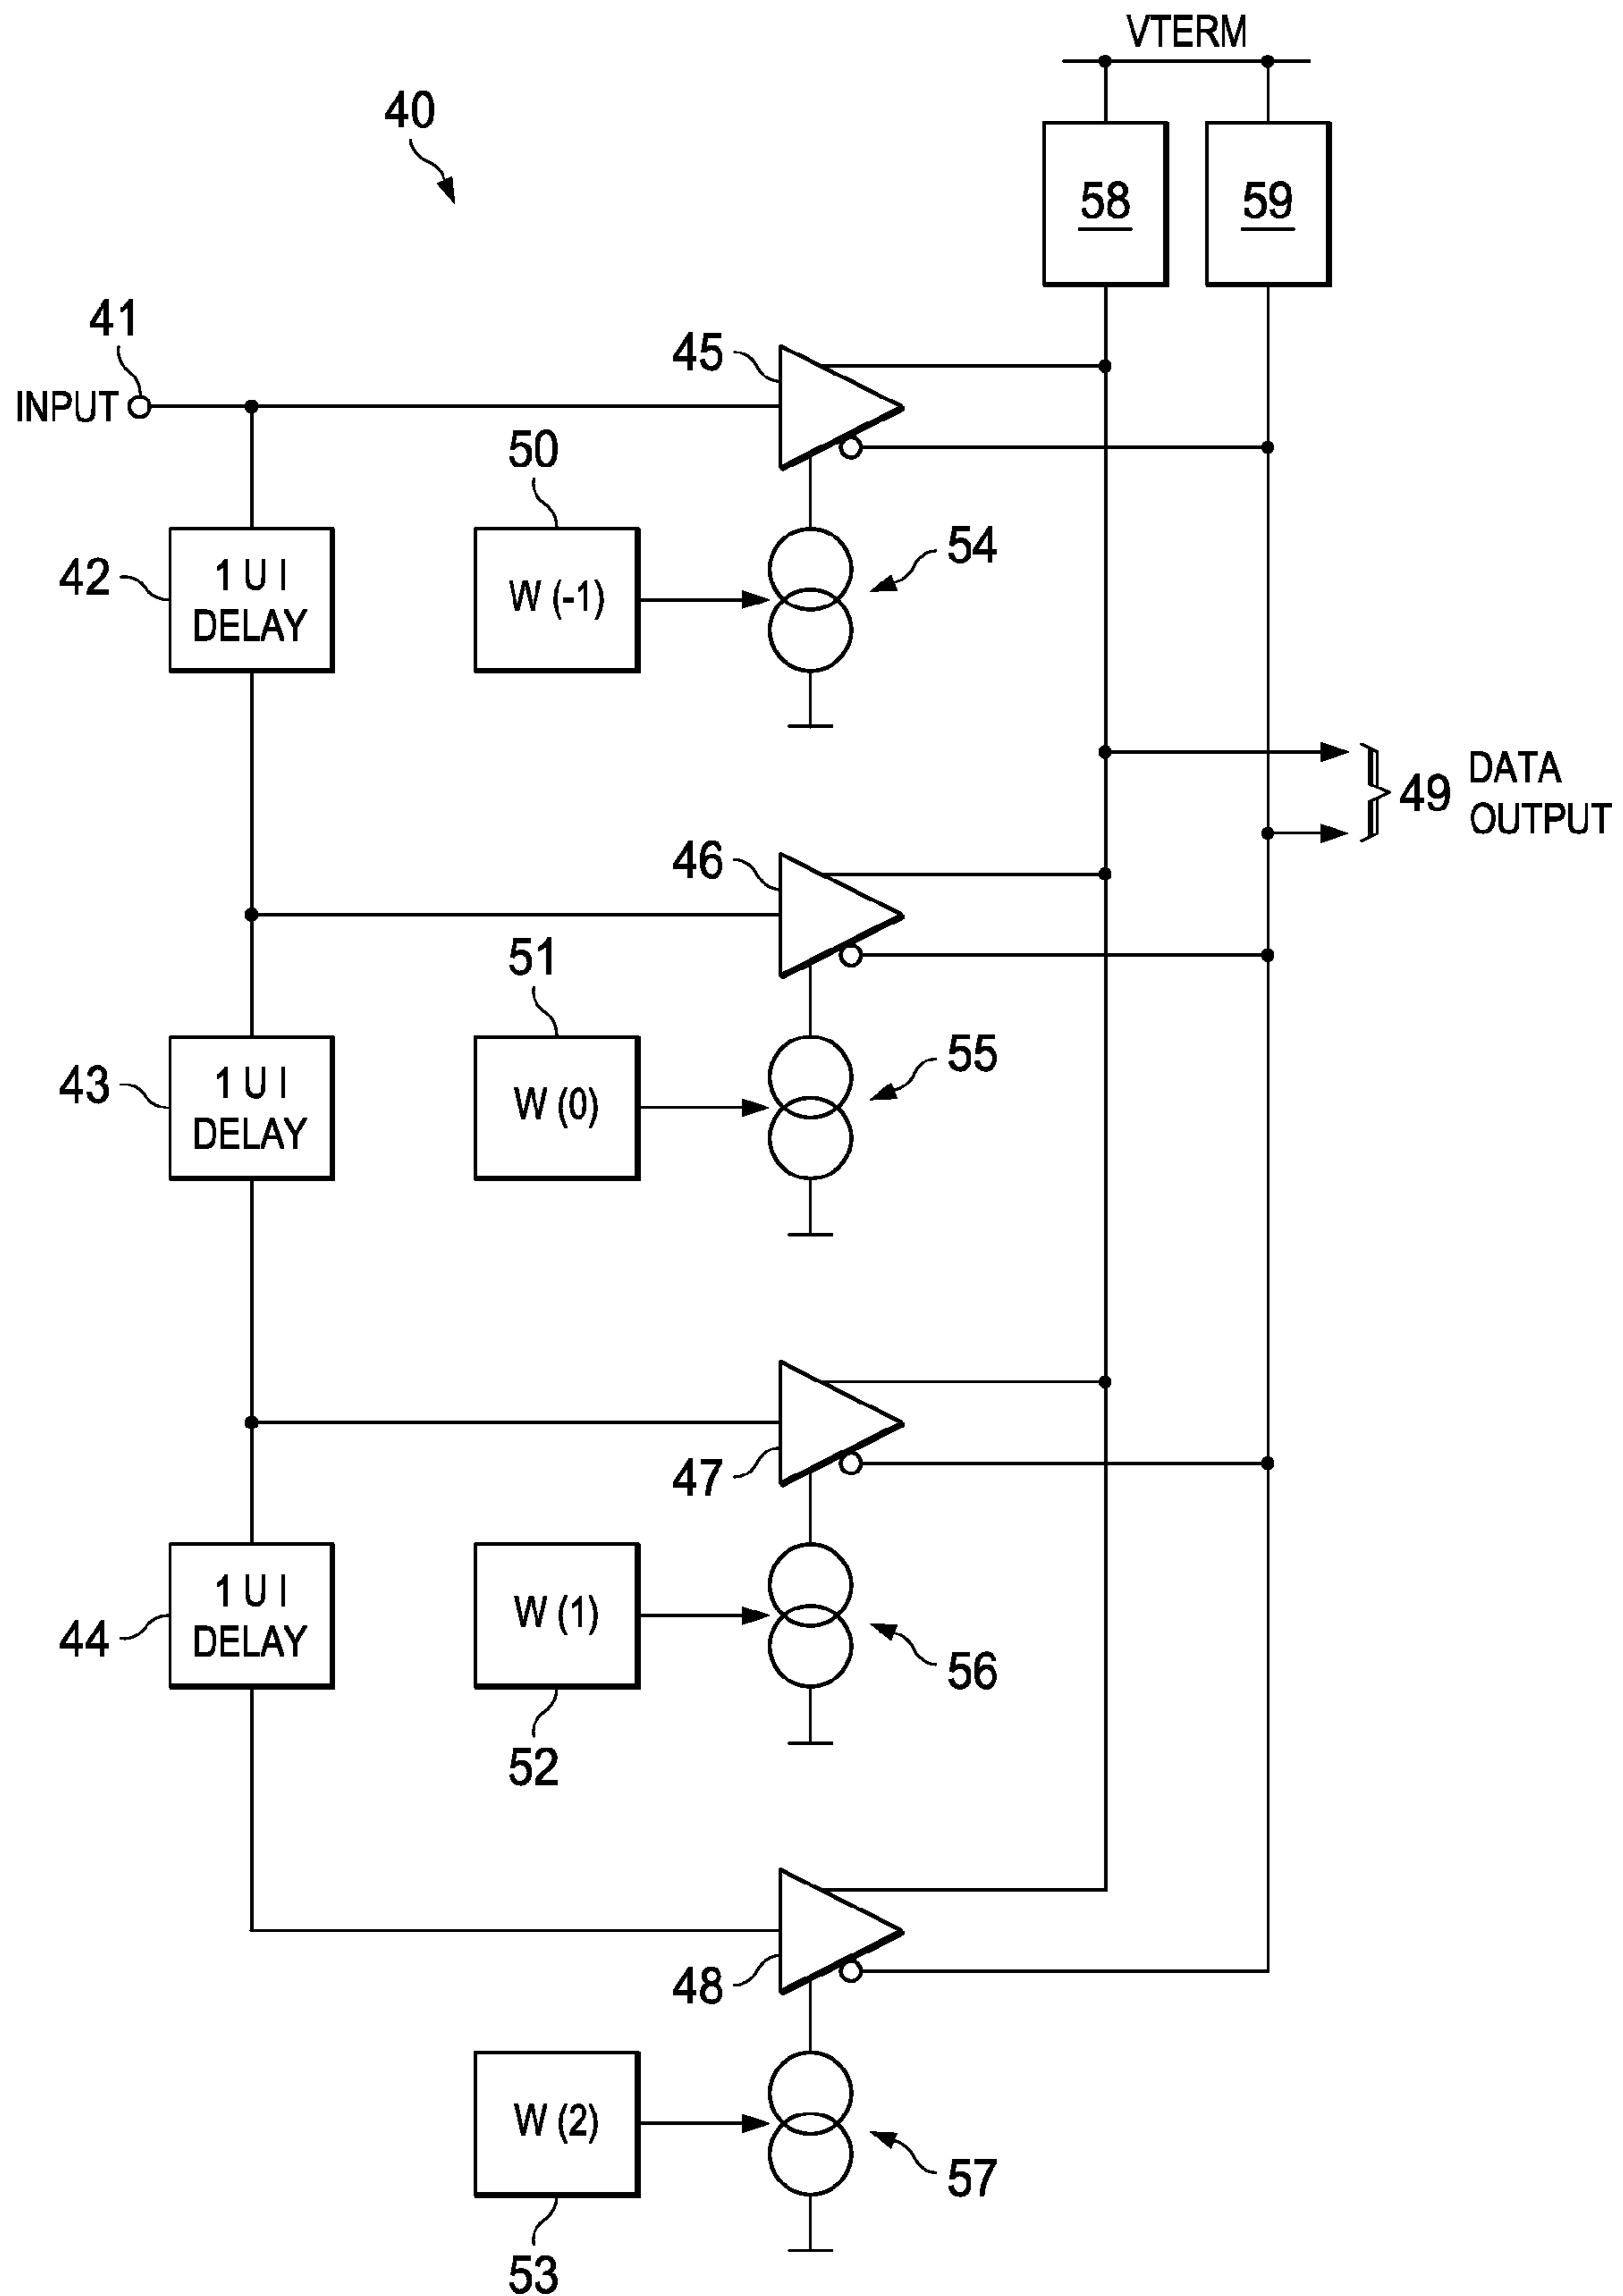 VTERM
40
58
59
41
INPUT
45
50
42
1 U I
DELAY
W (-1)
54
49
DATA
OUTPUT
46
51
43
1 U I
DELAY
W (0)
55
47
44
1 U I
DELAY
W (1)
56
52
48
W (2)
57
53